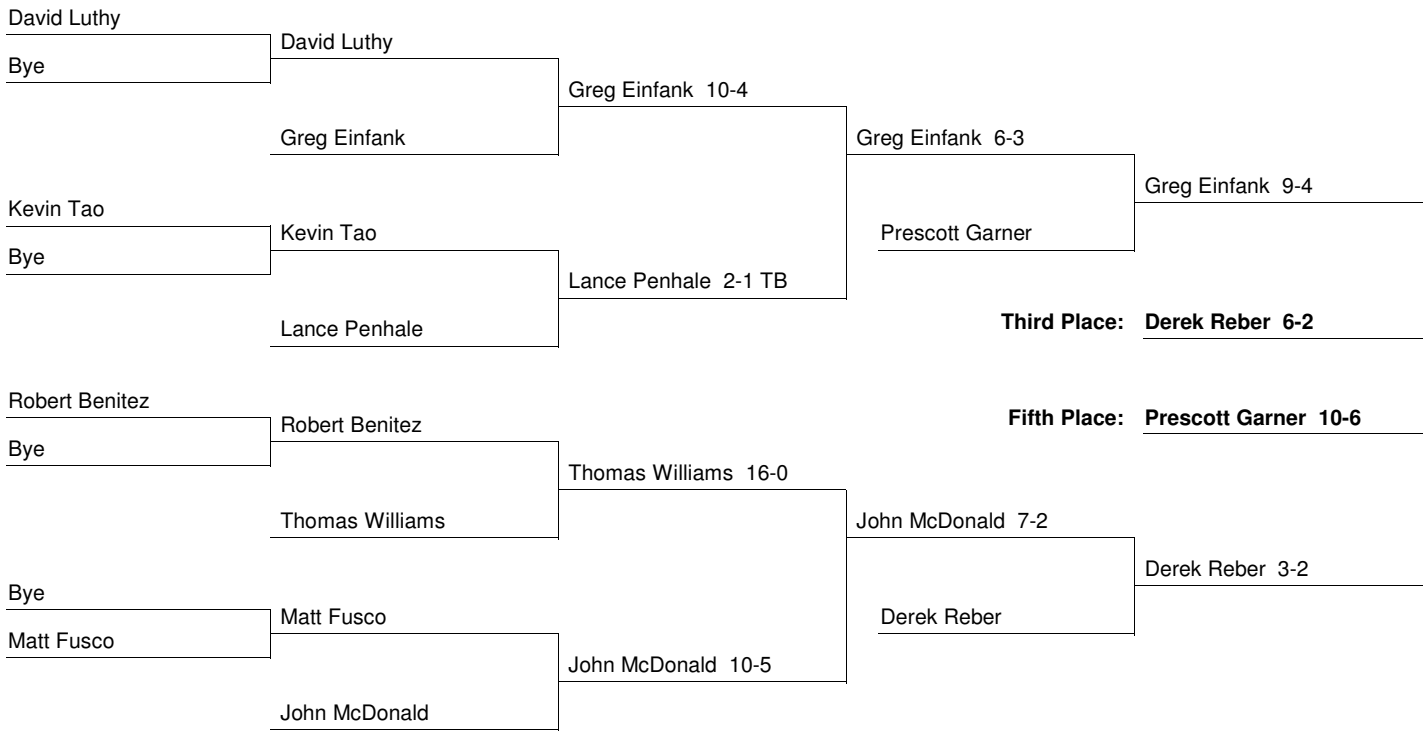 David Luthy
David Luthy
Bye
Greg Einfank  10-4
Greg Einfank
Greg Einfank  6-3
Greg Einfank  9-4
Kevin Tao
Kevin Tao
Prescott Garner
Bye
Lance Penhale  2-1 TB
Lance Penhale
Third Place: Derek Reber  6-2
Robert Benitez
Robert Benitez
Fifth Place: Prescott Garner  10-6
Bye
Thomas Williams  16-0
Thomas Williams
John McDonald  7-2
Derek Reber  3-2
Bye
Matt Fusco
Derek Reber
Matt Fusco
John McDonald  10-5
John McDonald